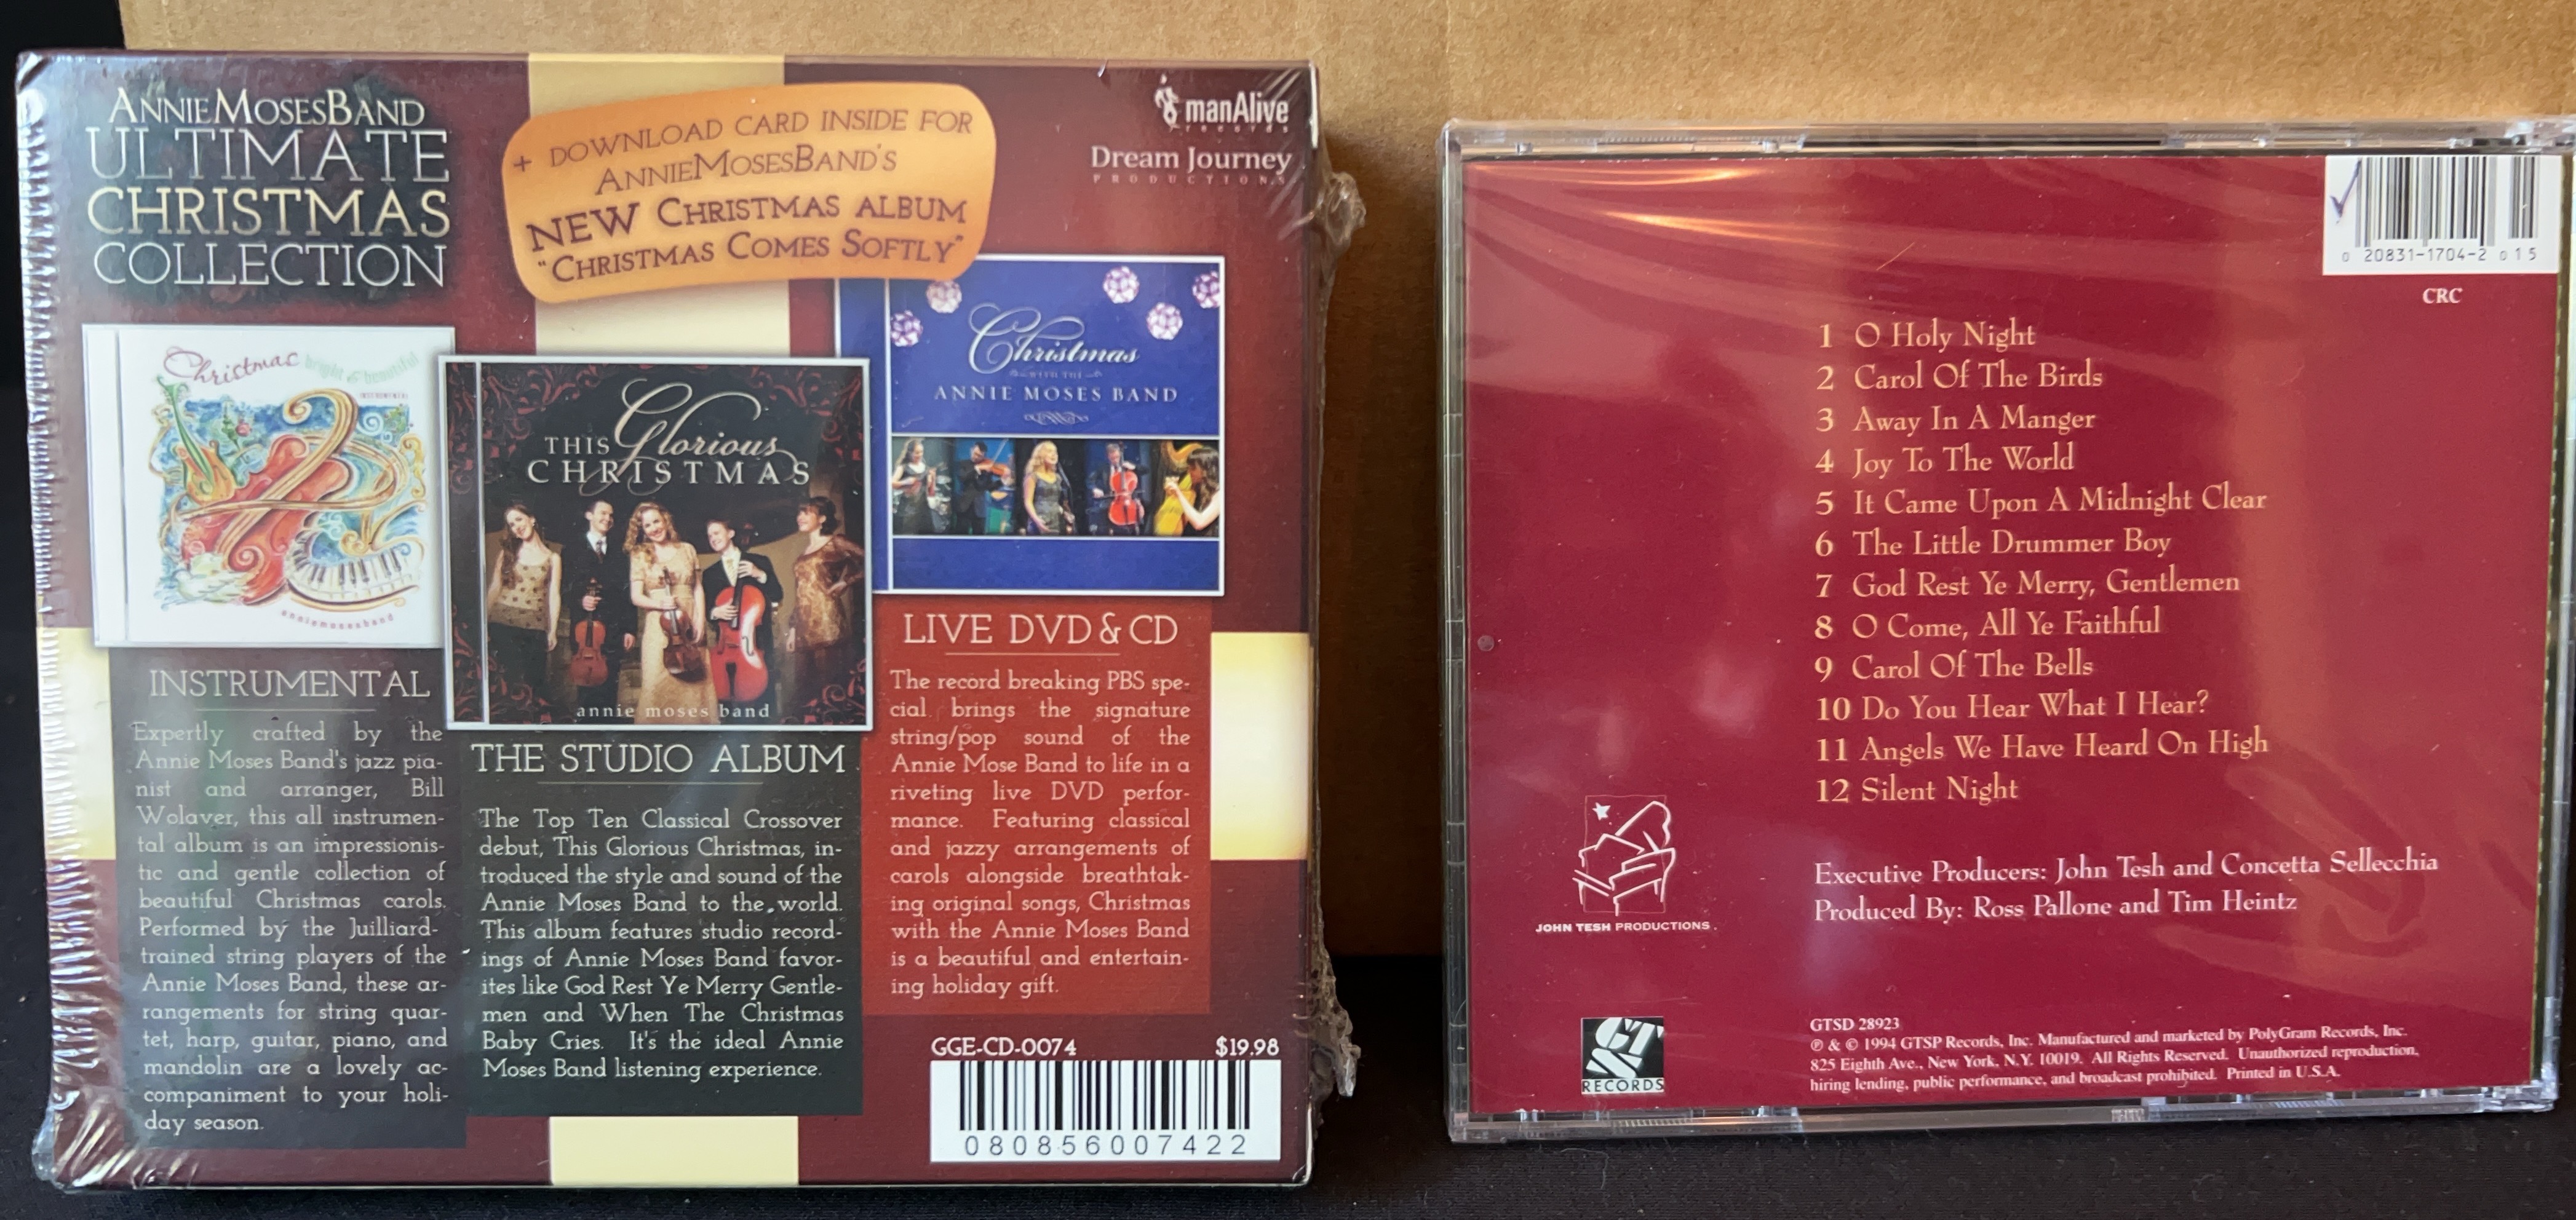 ANNIEMOSESBAND
ULTIMATE
CHRISTMAS
COLLECTION
+ DOWNLOAD CARD INSIDE FOR
ANNIEMOSESBAND'S
NEW CHRISTMAS ALBUM
"CHRISTMAS COMES SOFTLY"
manAlive
records
Dream Journey
PRODUCTIONS
Christmas bright & beautiful
INSTRUMENTAL
anniemosesband
THIS Glorious
CHRISTMAS
annie moses band
Christmas
WITH THE
ANNIE MOSES BAND
INSTRUMENTAL
Expertly crafted by the
Annie Moses Band's jazz pia-
nist and arranger, Bill
Wolaver, this all instrumen-
tal album is an impressionis-
tic and gentle collection of
beautiful Christmas carols.
Performed by the Juilliard-
trained string players of the
Annie Moses Band, these ar-
rangements for string quar-
tet, harp, guitar, piano, and
mandolin are a lovely ac-
companiment to your holi-
day season.
THE STUDIO ALBUM
The Top Ten Classical Crossover
debut, This Glorious Christmas, in-
troduced the style and sound of the
Annie Moses Band to the world.
This album features studio record-
ings of Annie Moses Band favor-
ites like God Rest Ye Merry Gentle-
men and When The Christmas
Baby Cries. It's the ideal Annie
Moses Band listening experience.
LIVE DVD & CD
The record breaking PBS spe-
cial brings the signature
string/pop sound of the
Annie Mose Band to life in a
riveting live DVD perfor-
mance. Featuring classical
and jazzy arrangements of
carols alongside breathtak-
ing original songs, Christmas
with the Annie Moses Band
is a beautiful and entertain-
ing holiday gift.
GGE-CD-0074 $19.98
080856007422
0 20831-1704-2 0 1 5
CRC
1 O Holy Night
2 Carol Of The Birds
3 Away In A Manger
4 Joy To The World
5 It Came Upon A Midnight Clear
6 The Little Drummer Boy
7 God Rest Ye Merry, Gentlemen
8 O Come, All Ye Faithful
9 Carol Of The Bells
10 Do You Hear What I Hear?
11 Angels We Have Heard On High
12 Silent Night
JOHN TESH PRODUCTIONS.
Executive Producers: John Tesh and Concetta Sellecchia
Produced By: Ross Pallone and Tim Heintz
GTS
RECORDS
GTSD 28923
℗ & © 1994 GTSP Records, Inc. Manufactured and marketed by PolyGram Records, Inc.
825 Eighth Ave., New York, N.Y. 10019. All Rights Reserved. Unauthorized reproduction,
hiring lending, public performance, and broadcast prohibited. Printed in U.S.A.